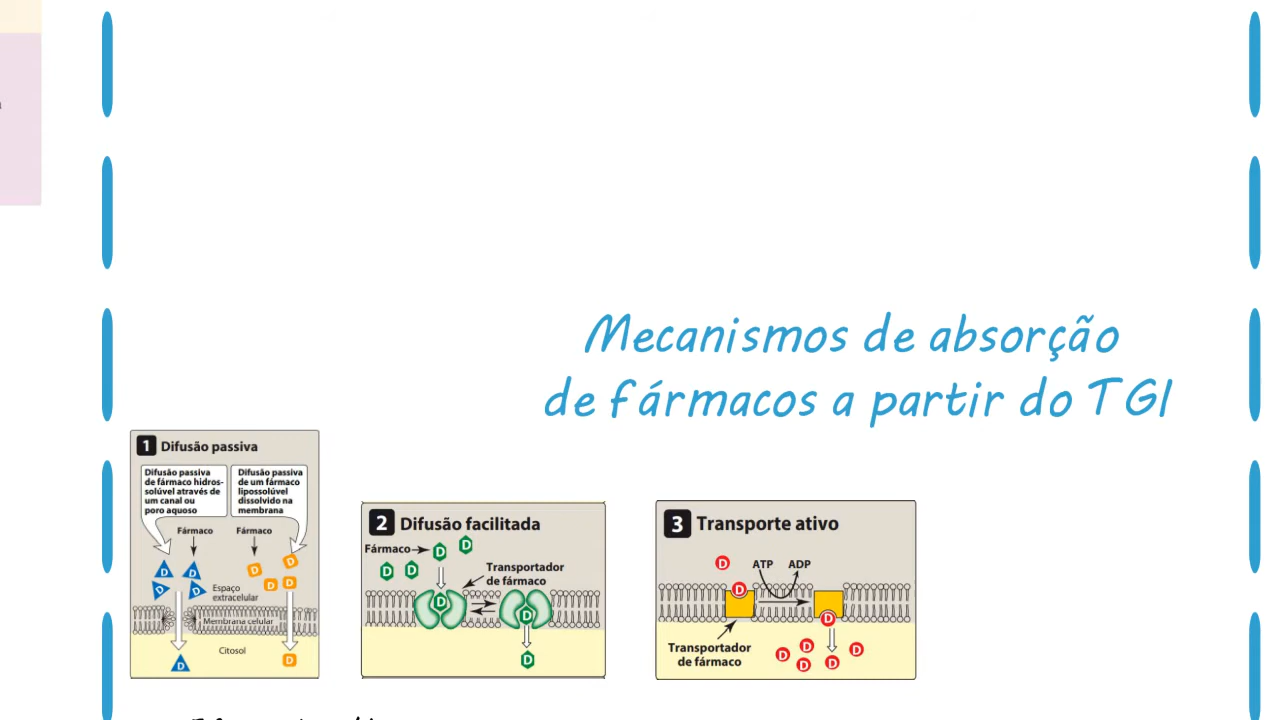 Mecanismos de absorção
de fármacos a partir do TGI
1 Difusão passiva
Difusão passiva
de fármaco hidros-
solúvel através de
um canal ou
poro aquoso
Difusão passiva
de um fármaco
lipossolúvel
dissolvido na
membrana
Fármaco
Fármaco
D D D D
D D D D
Espaço
extracelular
Membrana celular
Citosol
D D
2 Difusão facilitada
Fármaco
D D D D
Transportador
de fármaco
D D
D
3 Transporte ativo
D
ATP ADP
D D
Transportador
de fármaco
D D D D D